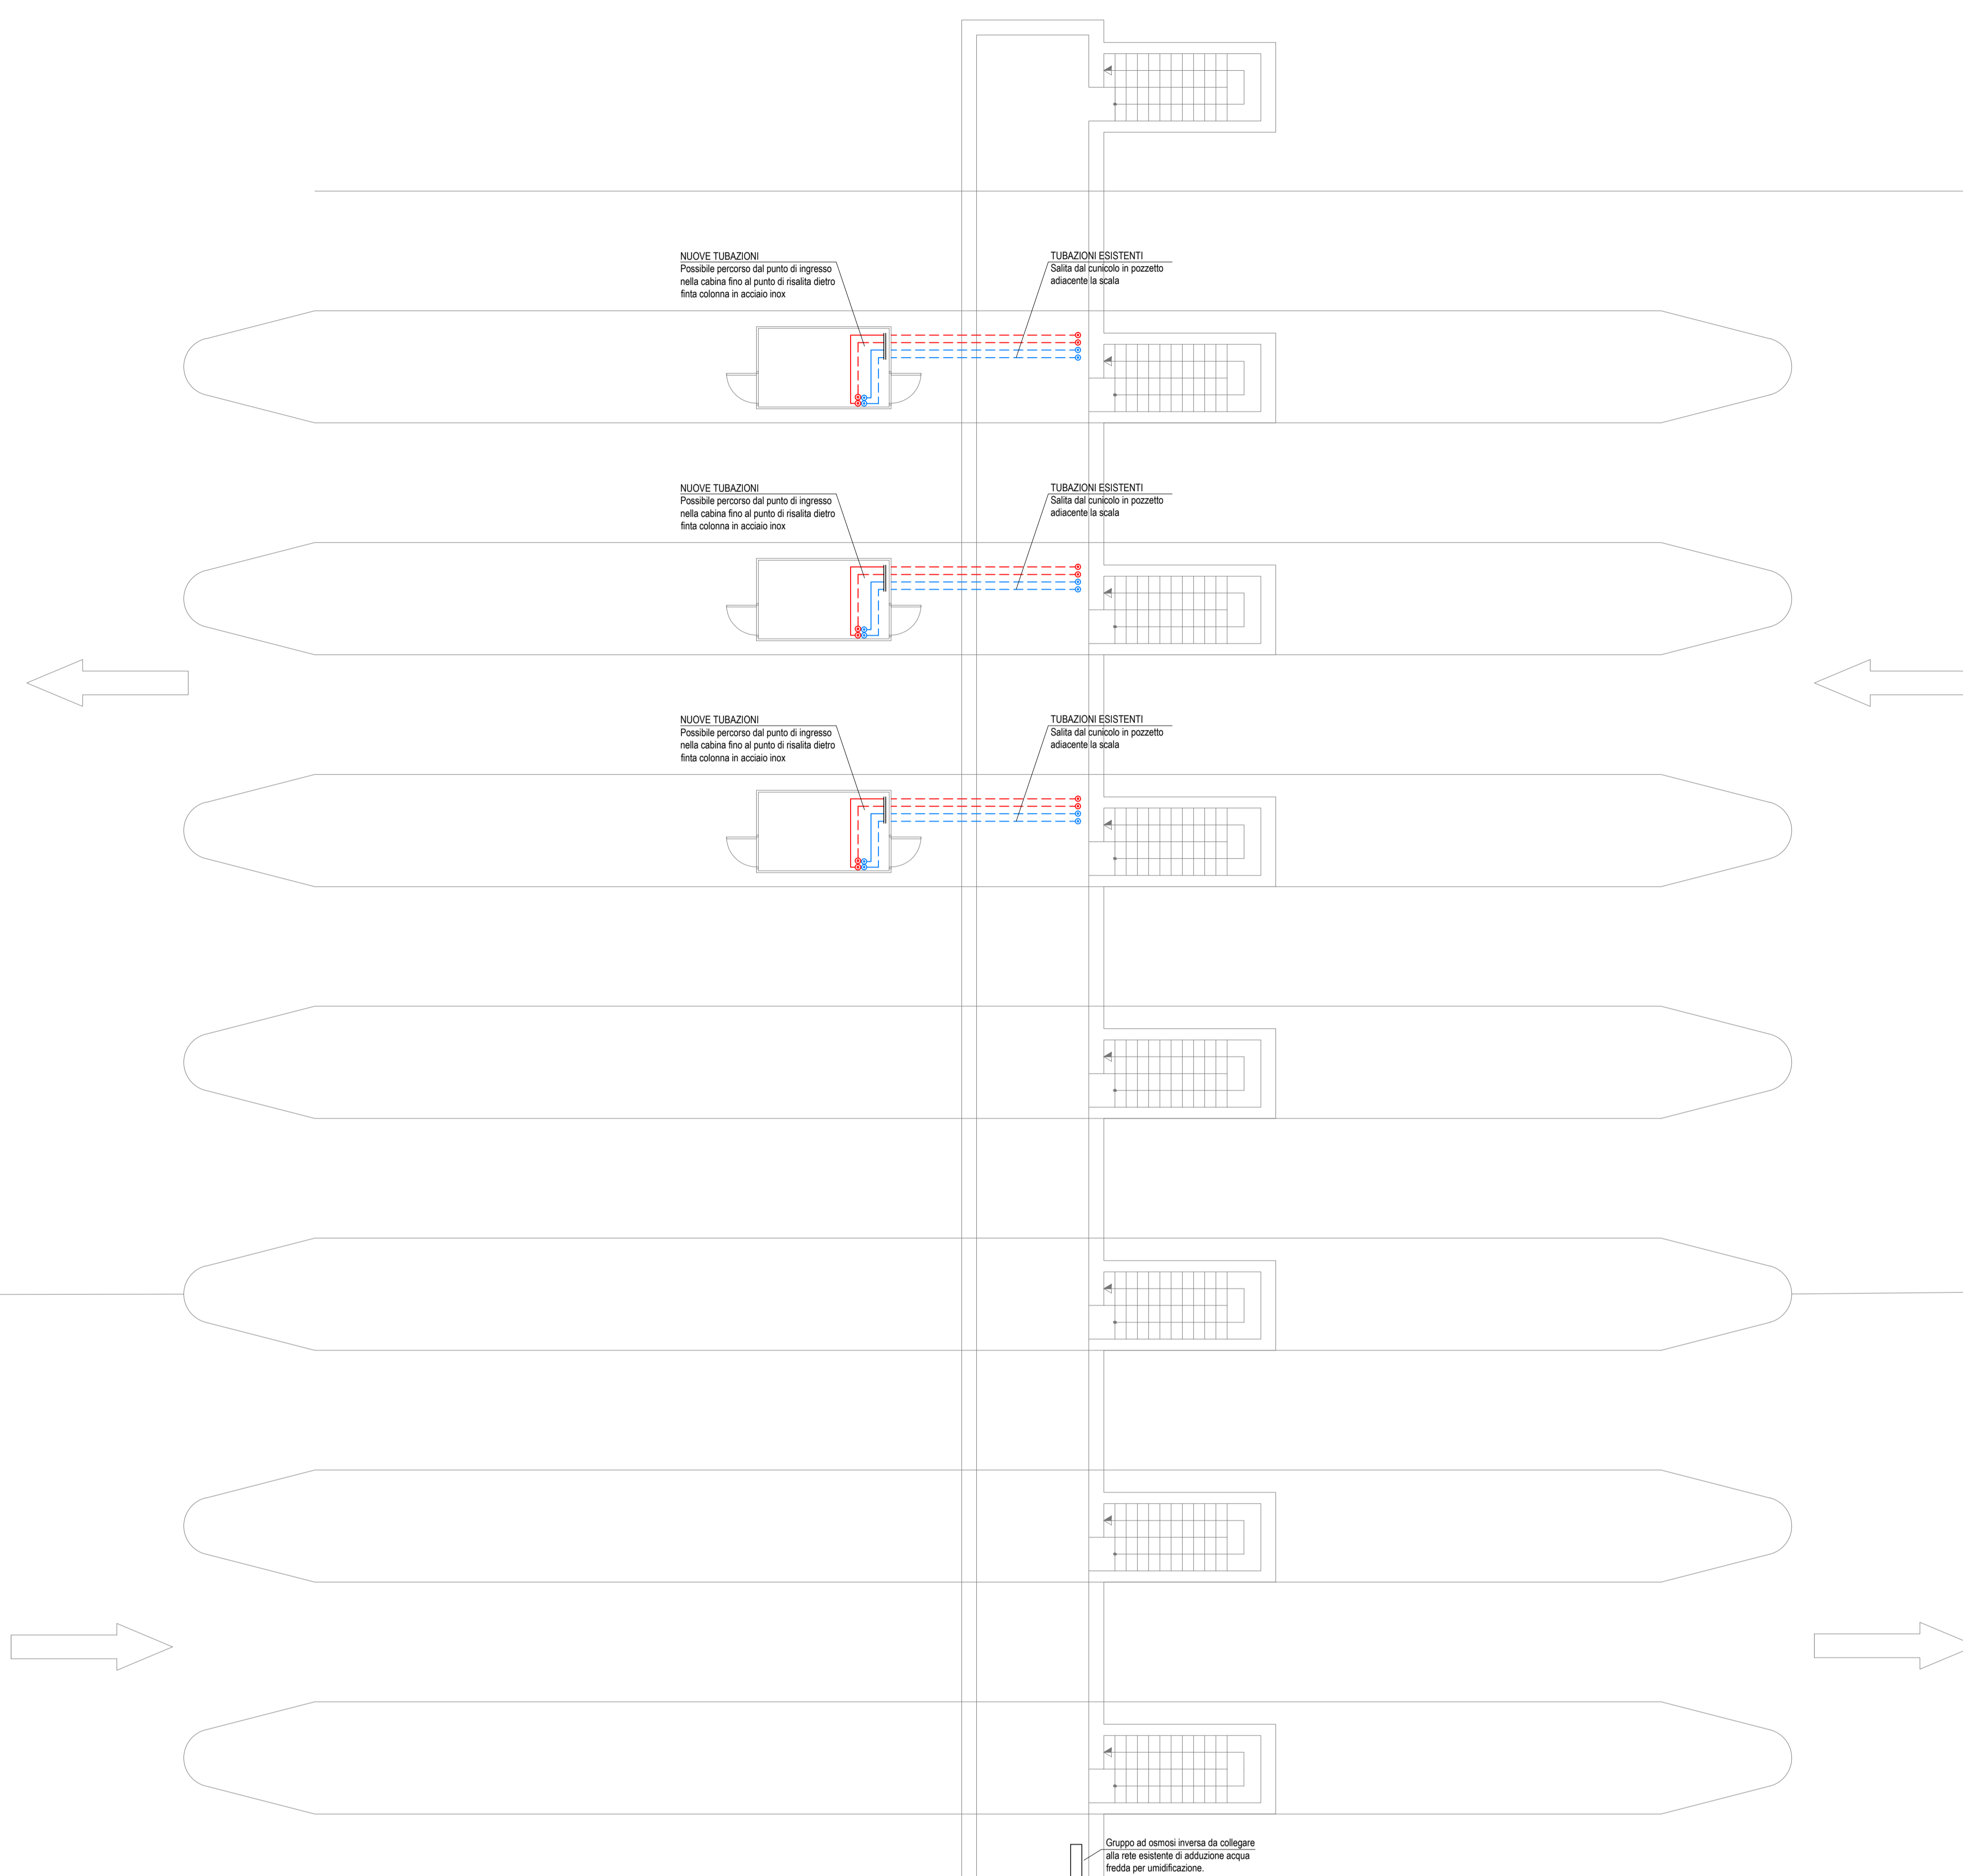 NUOVE TUBAZIONI
Possibile percorso dal punto di ingresso
nella cabina fino al punto di risalita dietro
finta colonna in acciaio inox
TUBAZIONI ESISTENTI
Salita dal cunicolo in pozzetto
adiacente la scala
NUOVE TUBAZIONI
Possibile percorso dal punto di ingresso
nella cabina fino al punto di risalita dietro
finta colonna in acciaio inox
TUBAZIONI ESISTENTI
Salita dal cunicolo in pozzetto
adiacente la scala
NUOVE TUBAZIONI
Possibile percorso dal punto di ingresso
nella cabina fino al punto di risalita dietro
finta colonna in acciaio inox
TUBAZIONI ESISTENTI
Salita dal cunicolo in pozzetto
adiacente la scala
Gruppo ad osmosi inversa da collegare
alla rete esistente di adduzione acqua
fredda per umidificazione.